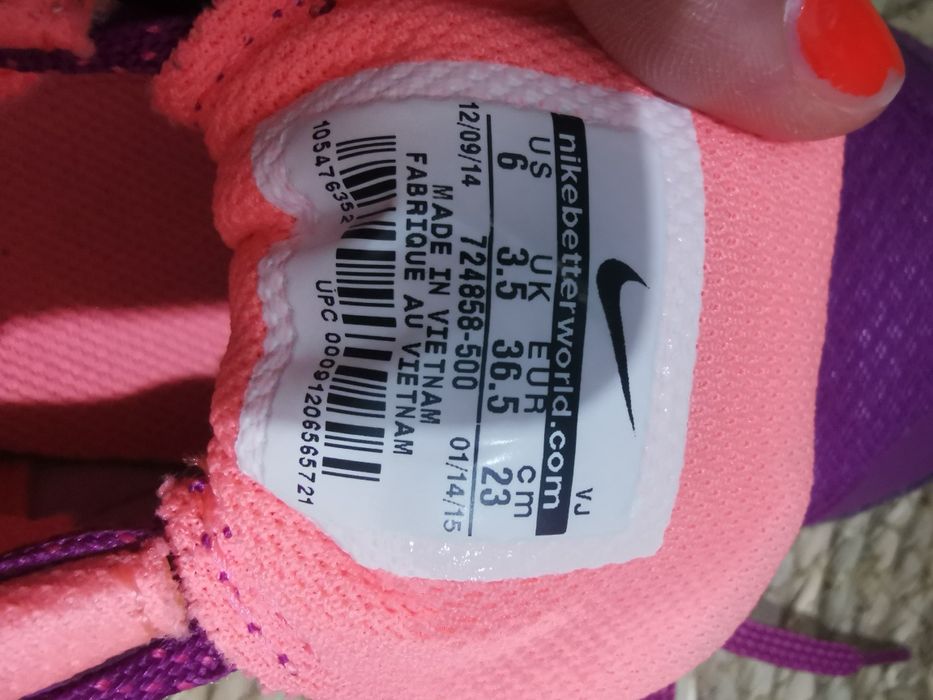 VJ
nikebetterworld.com
US UK EUR cm
6 3.5 36.5 23
12/09/14 724858-500 01/14/15
MADE IN VIETNAM
FABRIQUE AU VIETNAM
1054763352 UPC 00091206565721